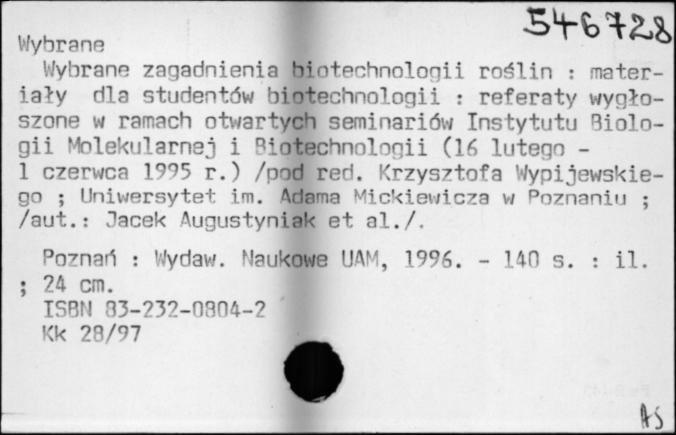 546728
Wybrane
Wybrane zagadnienia biotechnologii roślin : mater-
iały dla studentów biotechnologii : referaty wygło-
szone w ramach otwartych seminariów Instytutu Biolo-
gii Molekularnej i Biotechnologii (16 lutego -
1 czerwca 1995 r.) /pod red. Krzysztofa Wypijewskie-
go ; Uniwersytet im. Adama Mickiewicza w Poznaniu ;
/aut.: Jacek Augustyniak et al./.
Poznań : Wydaw. Naukowe UAM, 1996. - 140 s. : il.
; 24 cm.
ISBN 83-232-0804-2
Kk 28/97
AS